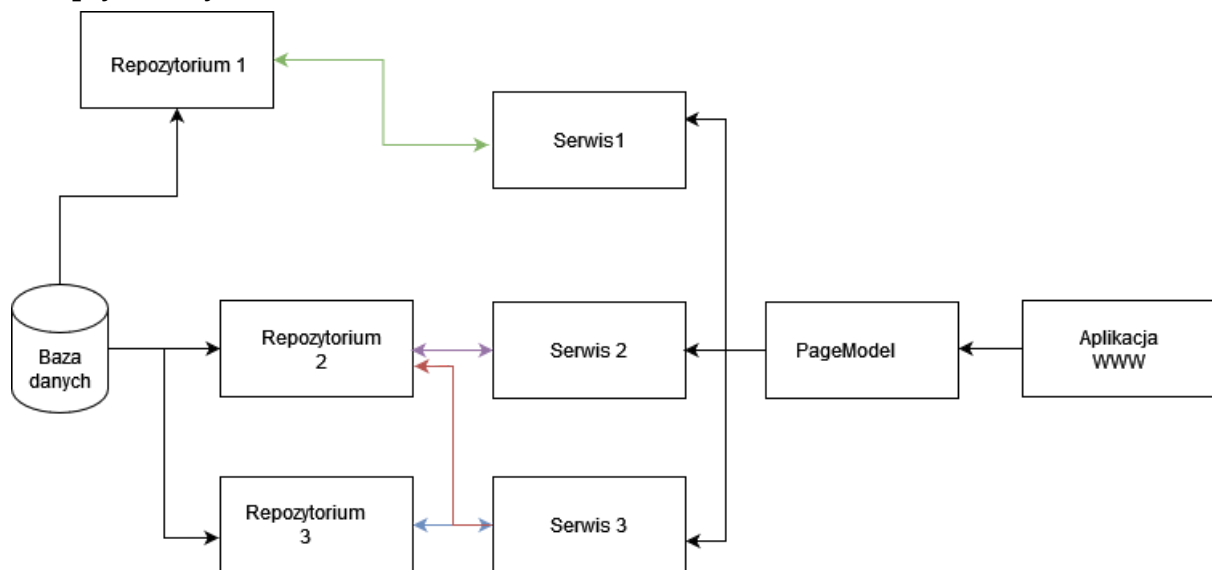 Repozytorium 1
Serwis1
Baza
danych
Repozytorium
2
Serwis 2
PageModel
Aplikacja
WWW
Repozytorium
3
Serwis 3